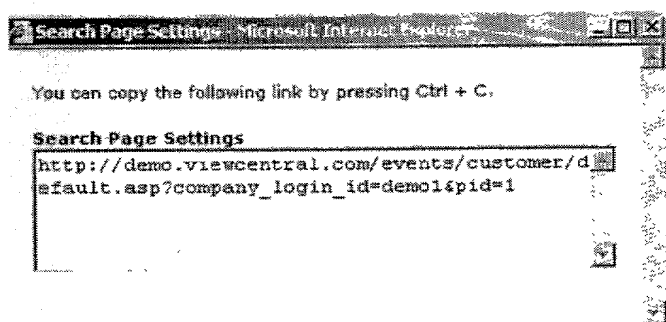 Search Page Settings - Microsoft Internet Explorer
You can copy the following link by pressing Ctrl + C.
Search Page Settings
http://demo.viewcentral.com/events/customer/d
efault.asp?company_login_id=demo1&pid=1